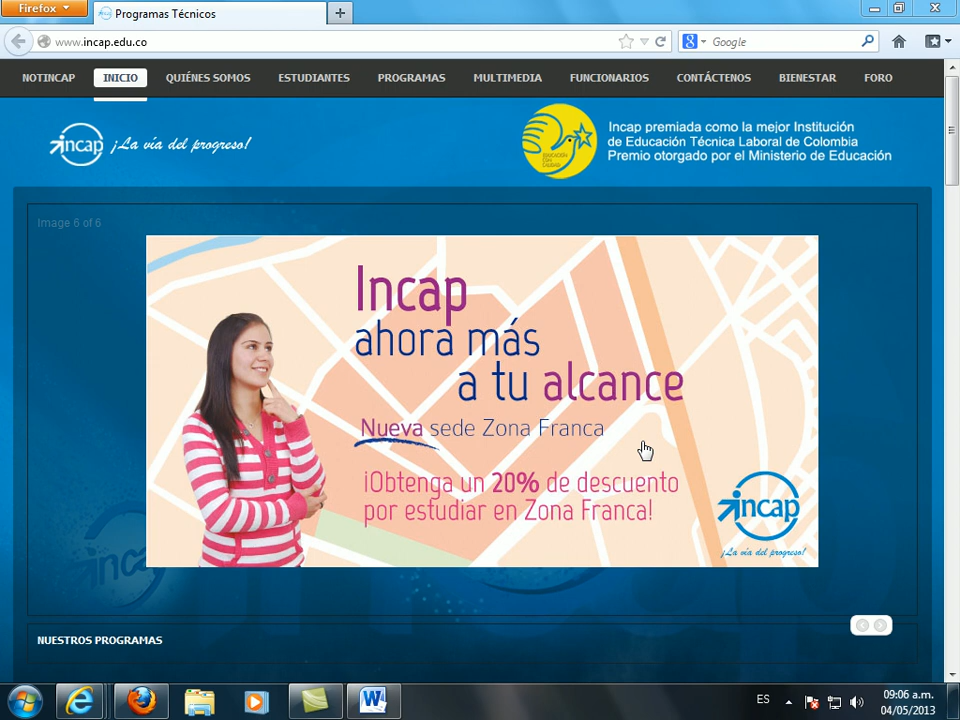 Firefox
Programas Técnicos
www.incap.edu.co
Google
NOTINCAP INICIO QUIÉNES SOMOS ESTUDIANTES PROGRAMAS MULTIMEDIA FUNCIONARIOS CONTÁCTENOS BIENESTAR FORO
incap ¡La vía del progreso!
EDUCACIÓN CON CALIDAD
Incap premiada como la mejor Institución
de Educación Técnica Laboral de Colombia
Premio otorgado por el Ministerio de Educación
Image 6 of 6
Incap
ahora más
a tu alcance
Nueva sede Zona Franca
¡Obtenga un 20% de descuento
por estudiar en Zona Franca!
incap
¡La vía del progreso!
incap
NUESTROS PROGRAMAS
ES
09:06 a.m.
04/05/2013